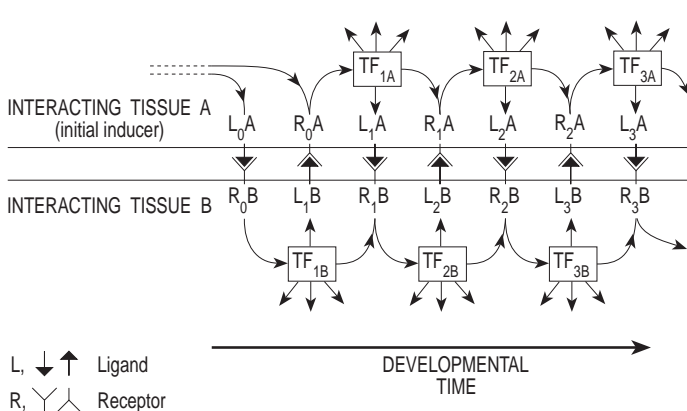 TF1A TF2A TF3A
INTERACTING TISSUE A
(initial inducer)
L0A R0A L1A R1A L2A R2A L3A
INTERACTING TISSUE B
R0B L1B R1B L2B R2B L3B R3B
TF1B TF2B TF3B
L, Ligand
R, Receptor
DEVELOPMENTAL
TIME